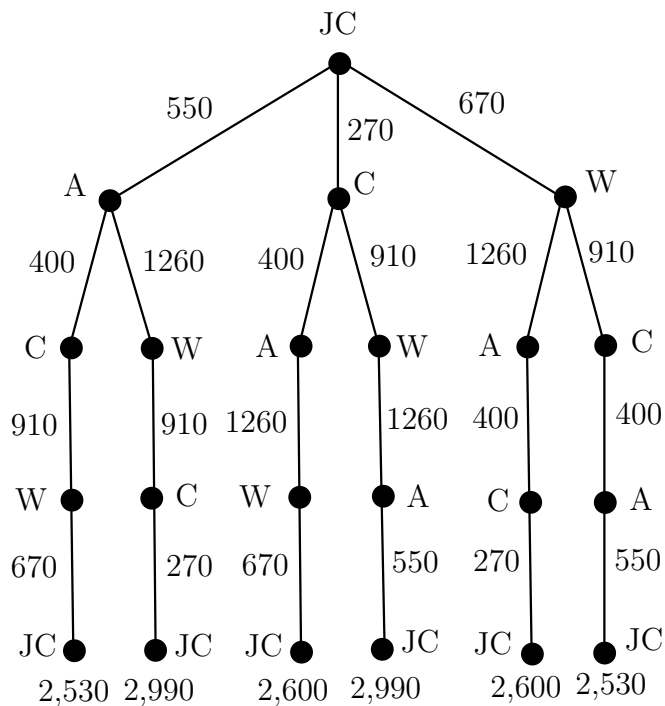 JC
550 270 670
A C W
400 1260 400 910 1260 910
C W A W A C
910 910 1260 1260 400 400
W C W A C A
670 270 670 550 270 550
JC JC JC JC JC JC
2,530 2,990 2,600 2,990 2,600 2,530